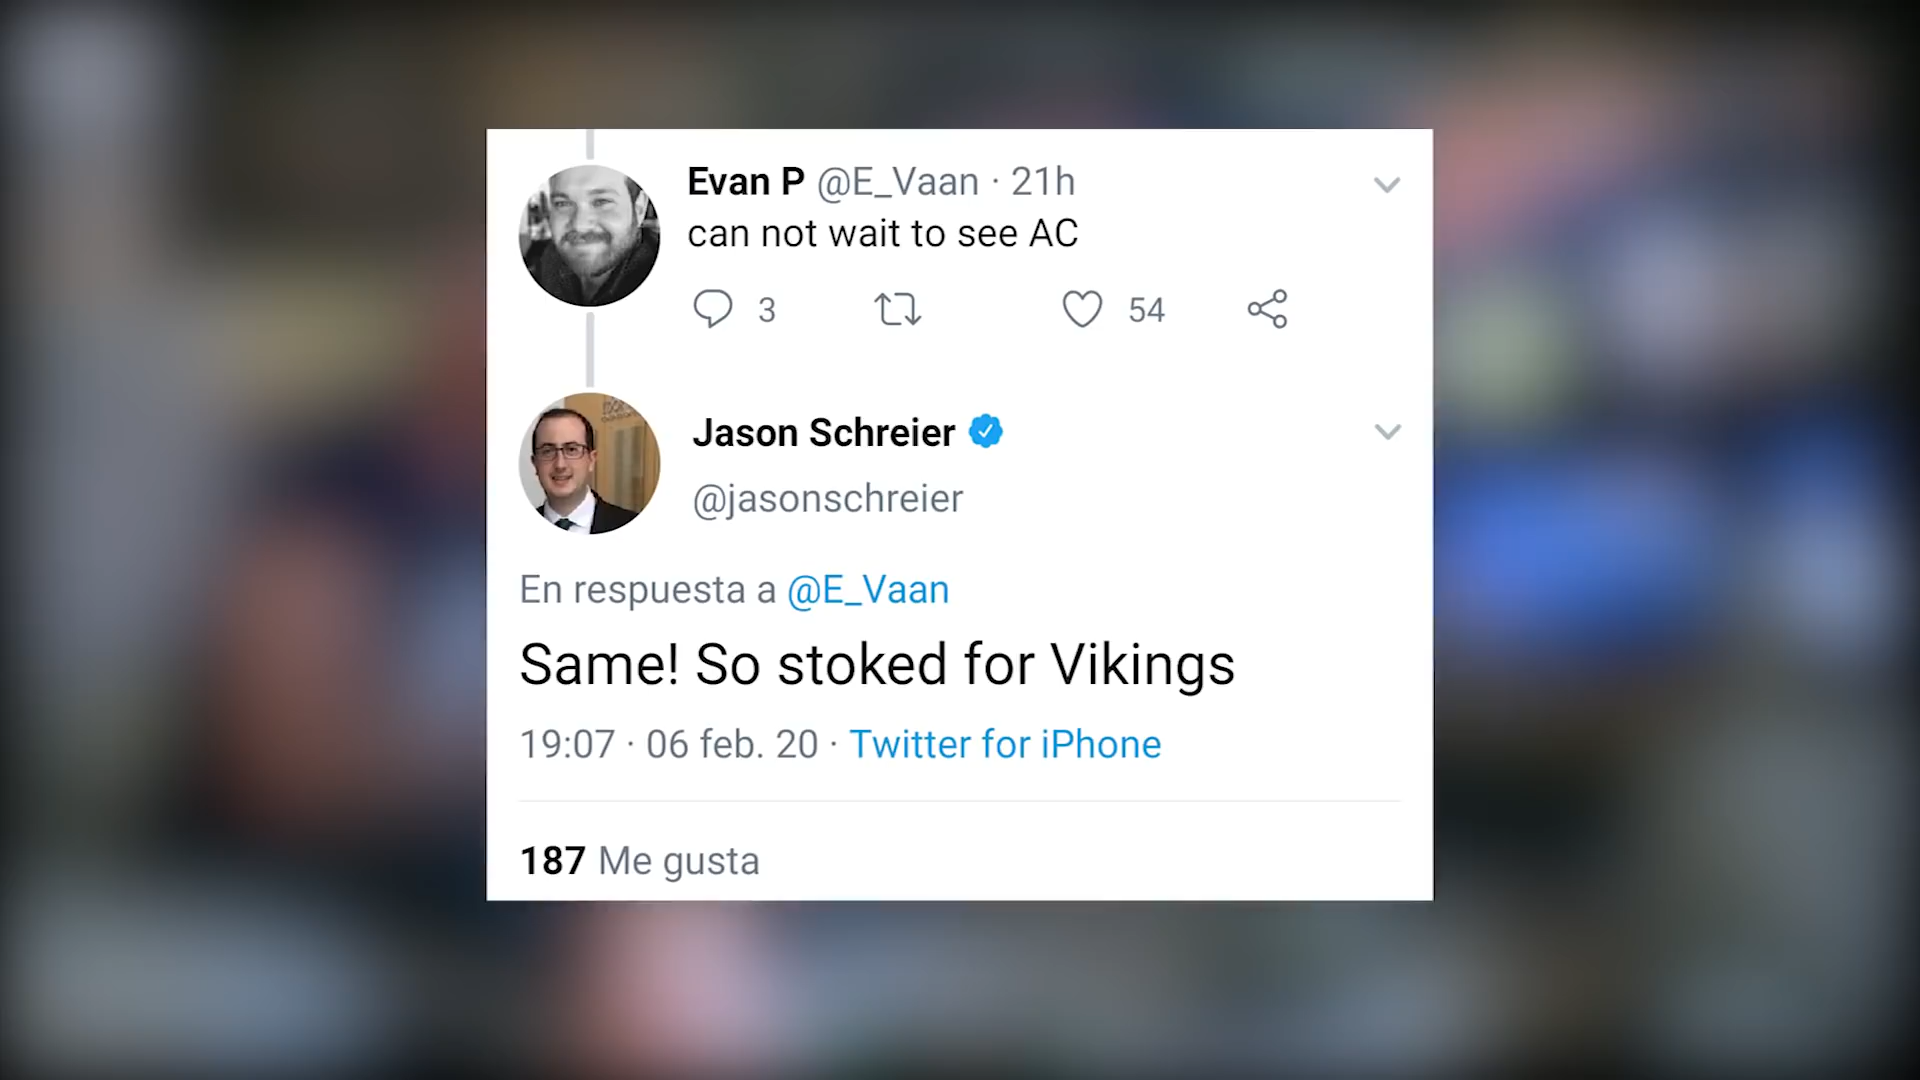 Evan P @E_Vaan · 21h
can not wait to see AC
3 54
Jason Schreier
@jasonschreier
En respuesta a @E_Vaan
Same! So stoked for Vikings
19:07 · 06 feb. 20 · Twitter for iPhone
187 Me gusta